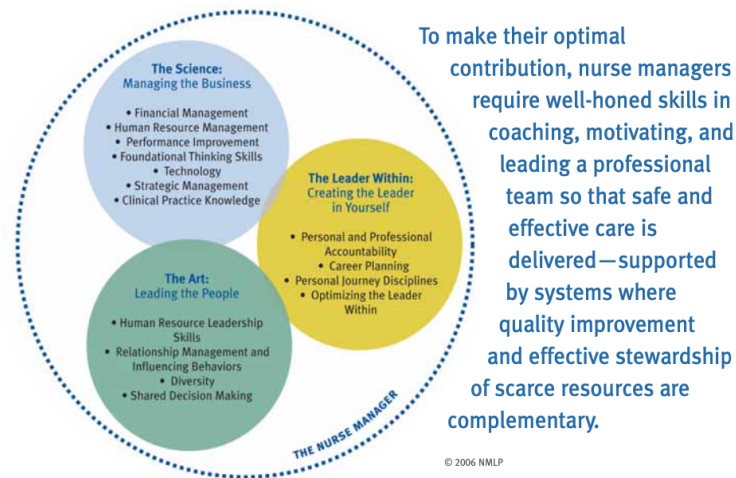 The Science:
Managing the Business
• Financial Management
• Human Resource Management
• Performance Improvement
• Foundational Thinking Skills
• Technology
• Strategic Management
• Clinical Practice Knowledge
The Leader Within:
Creating the Leader
in Yourself
• Personal and Professional
Accountability
• Career Planning
• Personal Journey Disciplines
• Optimizing the Leader
Within
The Art:
Leading the People
• Human Resource Leadership
Skills
• Relationship Management and
Influencing Behaviors
• Diversity
• Shared Decision Making
THE NURSE MANAGER
To make their optimal
contribution, nurse managers
require well-honed skills in
coaching, motivating, and
leading a professional
team so that safe and
effective care is
delivered—supported
by systems where
quality improvement
and effective stewardship
of scarce resources are
complementary.
© 2006 NMLP